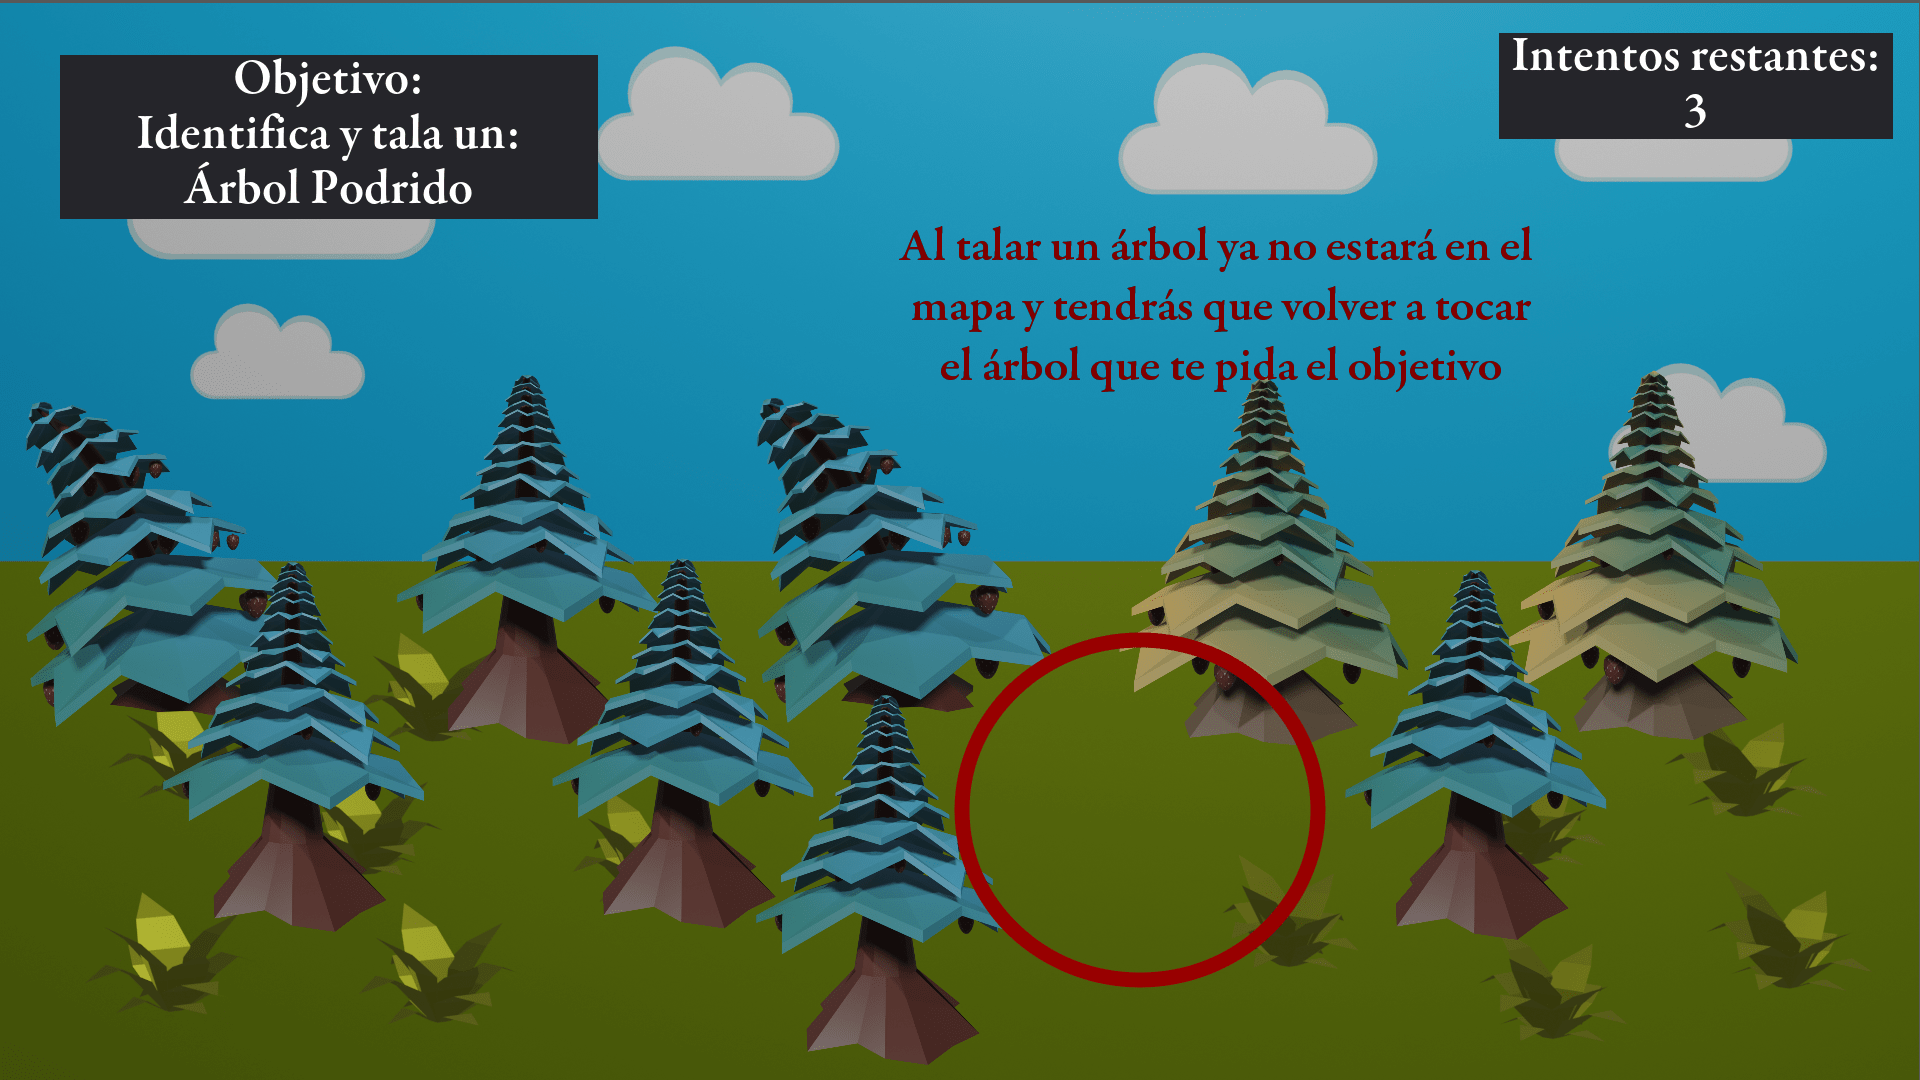 Objetivo:
Identifica y tala un:
Árbol Podrido
Intentos restantes:
3
Al talar un árbol ya no estará en el
mapa y tendrás que volver a tocar
el árbol que te pida el objetivo